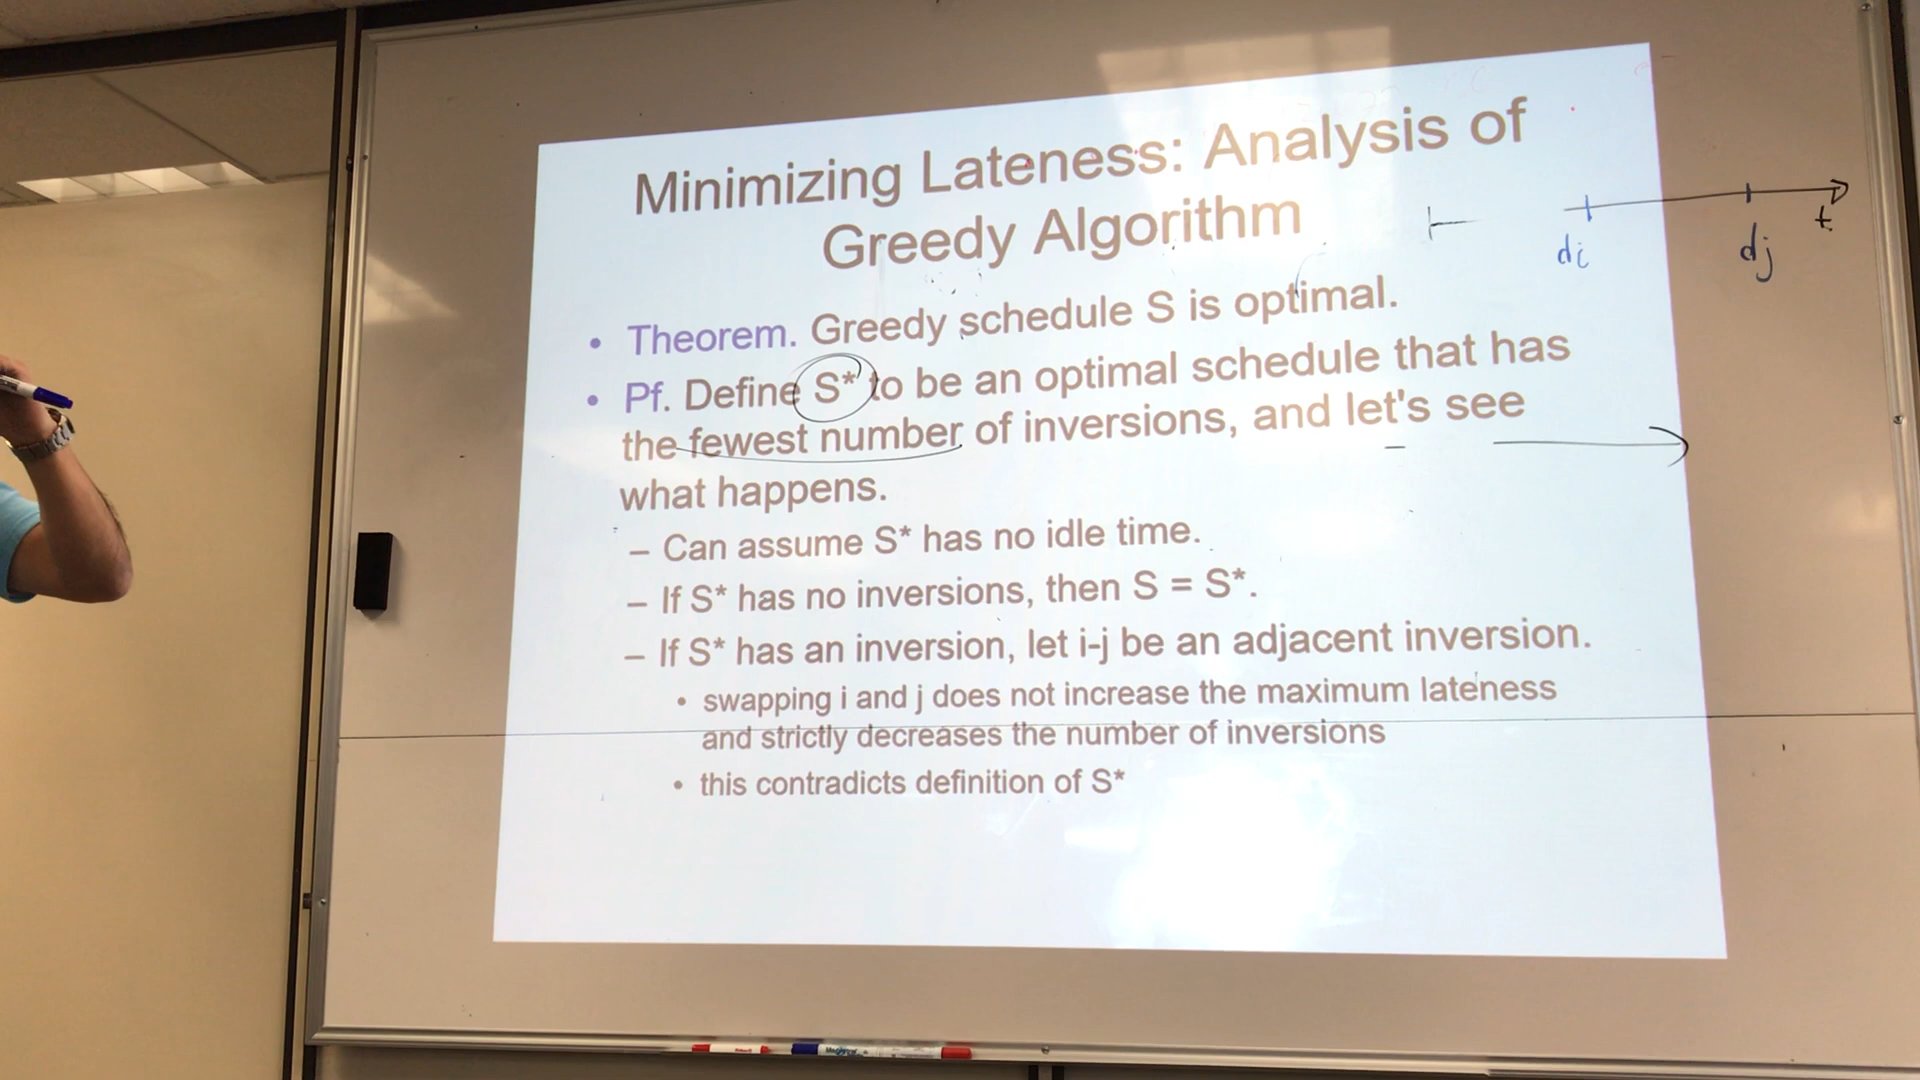 Minimizing Lateness: Analysis of
Greedy Algorithm
di
dj
t
• Theorem. Greedy schedule S is optimal.
• Pf. Define S* to be an optimal schedule that has
the fewest number of inversions, and let's see
what happens.
– Can assume S* has no idle time.
– If S* has no inversions, then S = S*.
– If S* has an inversion, let i-j be an adjacent inversion.
• swapping i and j does not increase the maximum lateness
and strictly decreases the number of inversions
• this contradicts definition of S*